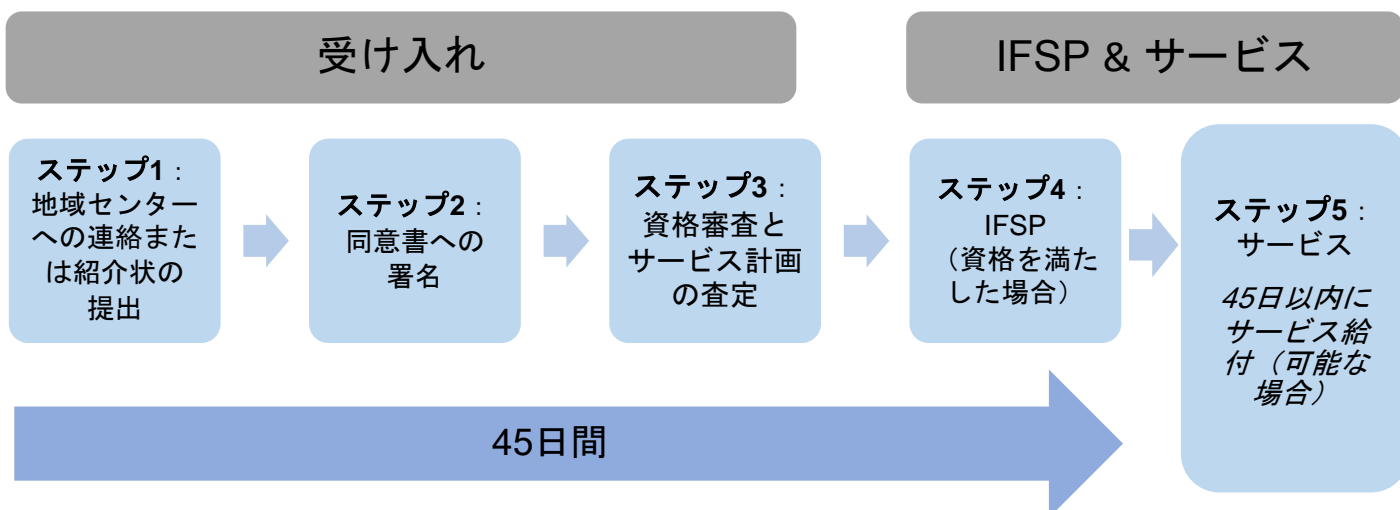 受け入れ
IFSP & サービス
ステップ1：
地域センター
への連絡また
は紹介状の
提出
ステップ2：
同意書への
署名
ステップ3：
資格審査と
サービス計画
の査定
ステップ4：
IFSP
（資格を満た
した場合）
ステップ5：
サービス
45日以内に
サービス給
付（可能な
場合）
45日間